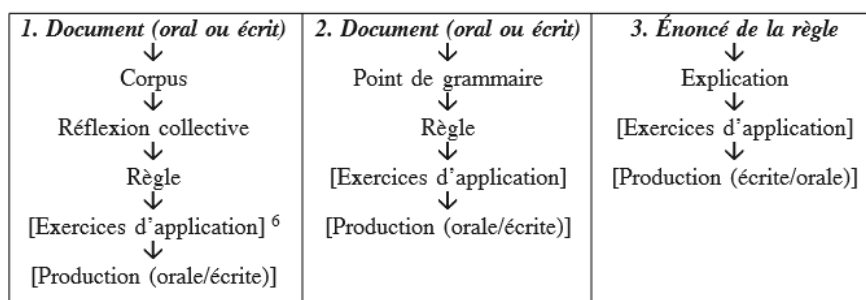 1. Document (oral ou écrit)
↓
Corpus
↓
Réflexion collective
↓
Règle
↓
[Exercices d'application] 6
↓
[Production (orale/écrite)]
2. Document (oral ou écrit)
↓
Point de grammaire
↓
Règle
↓
[Exercices d'application]
↓
[Production (orale/écrite)]
3. Énoncé de la règle
↓
Explication
↓
[Exercices d'application]
↓
[Production (écrite/orale)]